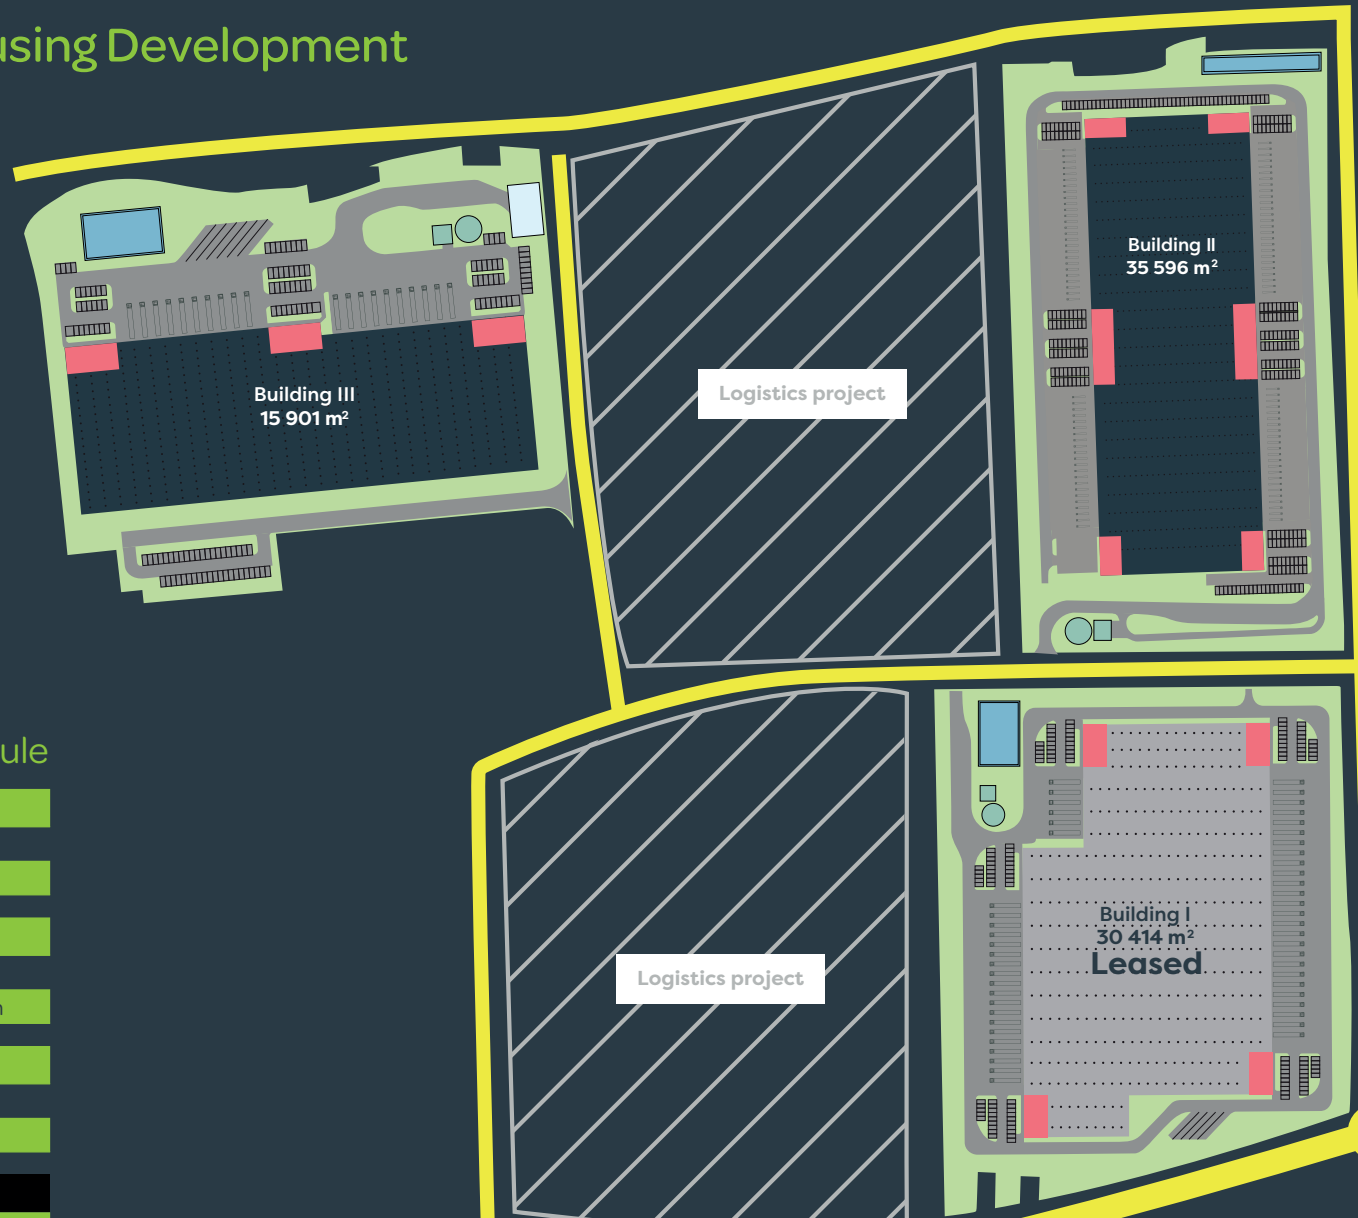 using Development
Building II
35 596 m²
Logistics project
Building III
15 901 m²
ule
Building I
30 414 m²
Leased
Logistics project